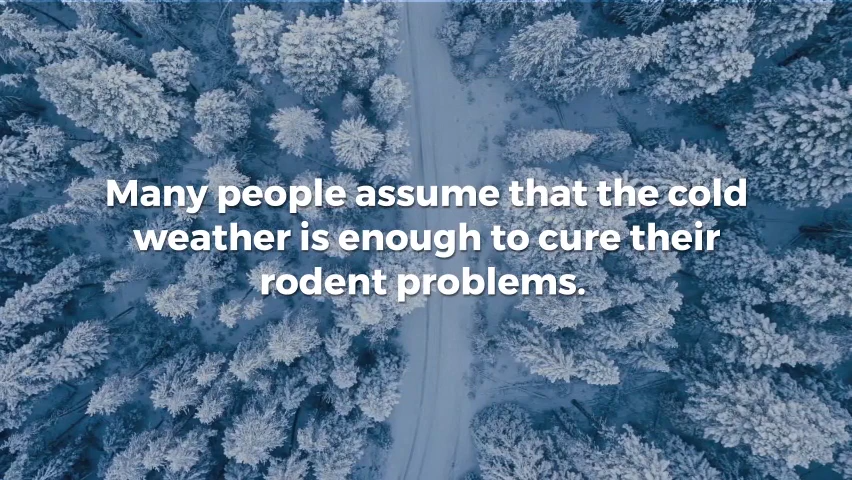 Many people assume that the cold
weather is enough to cure their
rodent problems.